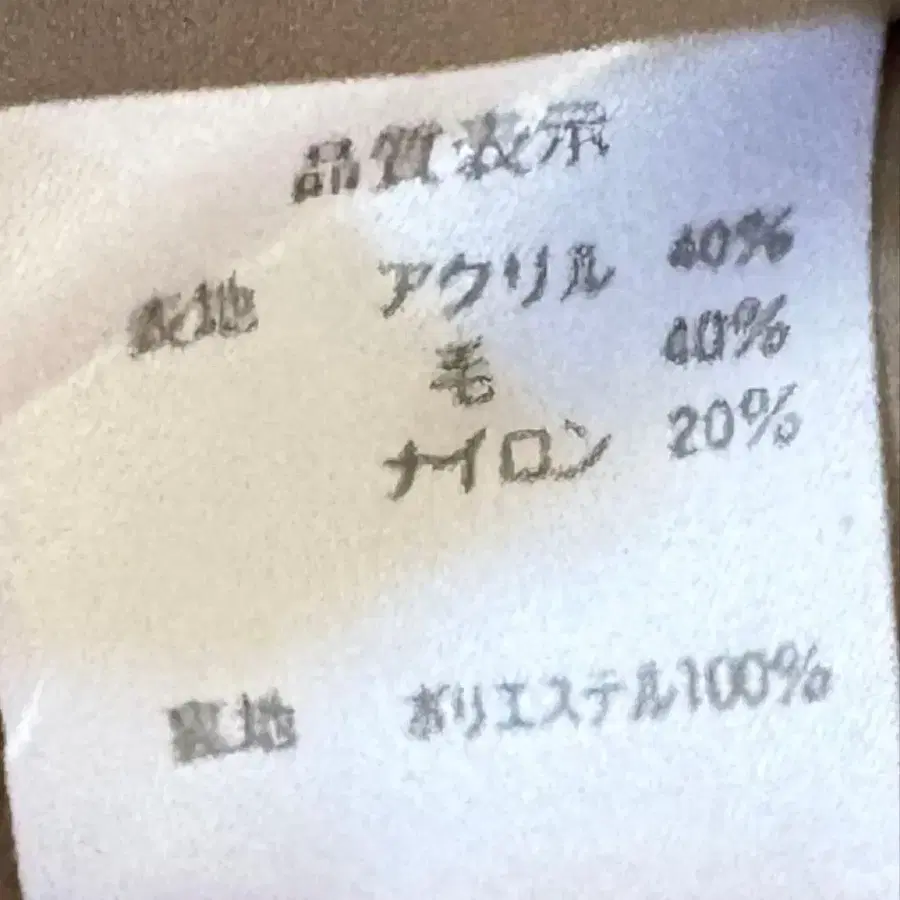 品質表示
表地 アクリル 40%
毛 40%
ナイロン 20%
裏地 ポリエステル100%